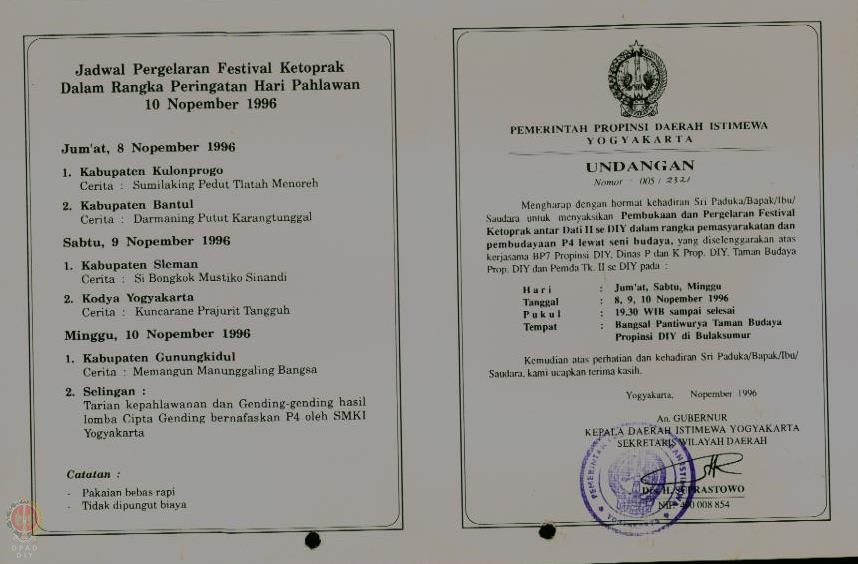 Jadwal Pergelaran Festival Ketoprak
Dalam Rangka Peringatan Hari Pahlawan
10 Nopember 1996
Jum'at, 8 Nopember 1996
1. Kabupaten Kulonprogo
Cerita : Sumilaking Pedut Tlatah Menoreh
2. Kabupaten Bantul
Cerita : Darmaning Putut Karangtunggal
Sabtu, 9 Nopember 1996
1. Kabupaten Sleman
Cerita : Si Bongkok Mustiko Sinandi
2. Kodya Yogyakarta
Cerita : Kuncarane Prajurit Tangguh
Minggu, 10 Nopember 1996
1. Kabupaten Gunungkidul
Cerita : Memangun Manunggaling Bangsa
2. Selingan :
Tarian kepahlawanan dan Gending-gending hasil
lomba Cipta Gending bernafaskan P4 oleh SMKI
Yogyakarta
Catatan :
- Pakaian bebas rapi
- Tidak dipungut biaya
DPAD
DIY
PEMERINTAH PROPINSI DAERAH ISTIMEWA
YOGYAKARTA
UNDANGAN
Nomor : 005 / 2321
Mengharap dengan hormat kehadiran Sri Paduka/Bapak/Ibu/
Saudara untuk menyaksikan Pembukaan dan Pergelaran Festival
Ketoprak antar Dati II se DIY dalam rangka pemasyarakatan dan
pembudayaan P4 lewat seni budaya, yang diselenggarakan atas
kerjasama BP7 Propinsi DIY, Dinas P dan K Prop. DIY, Taman Budaya
Prop. DIY dan Pemda Tk. II se DIY pada :
Hari : Jum'at, Sabtu, Minggu
Tanggal : 8, 9, 10 Nopember 1996
Pukul : 19.30 WIB sampai selesai
Tempat : Bangsal Pantiwurya Taman Budaya
Propinsi DIY di Bulaksumur
Kemudian atas perhatian dan kehadiran Sri Paduka/Bapak/Ibu/
Saudara, kami ucapkan terima kasih.
Yogyakarta, Nopember 1996
An. GUBERNUR
KEPALA DAERAH ISTIMEWA YOGYAKARTA
SEKRETARIS WILAYAH DAERAH
Drs. H. SUPRASTOWO
NIP. 490 008 854